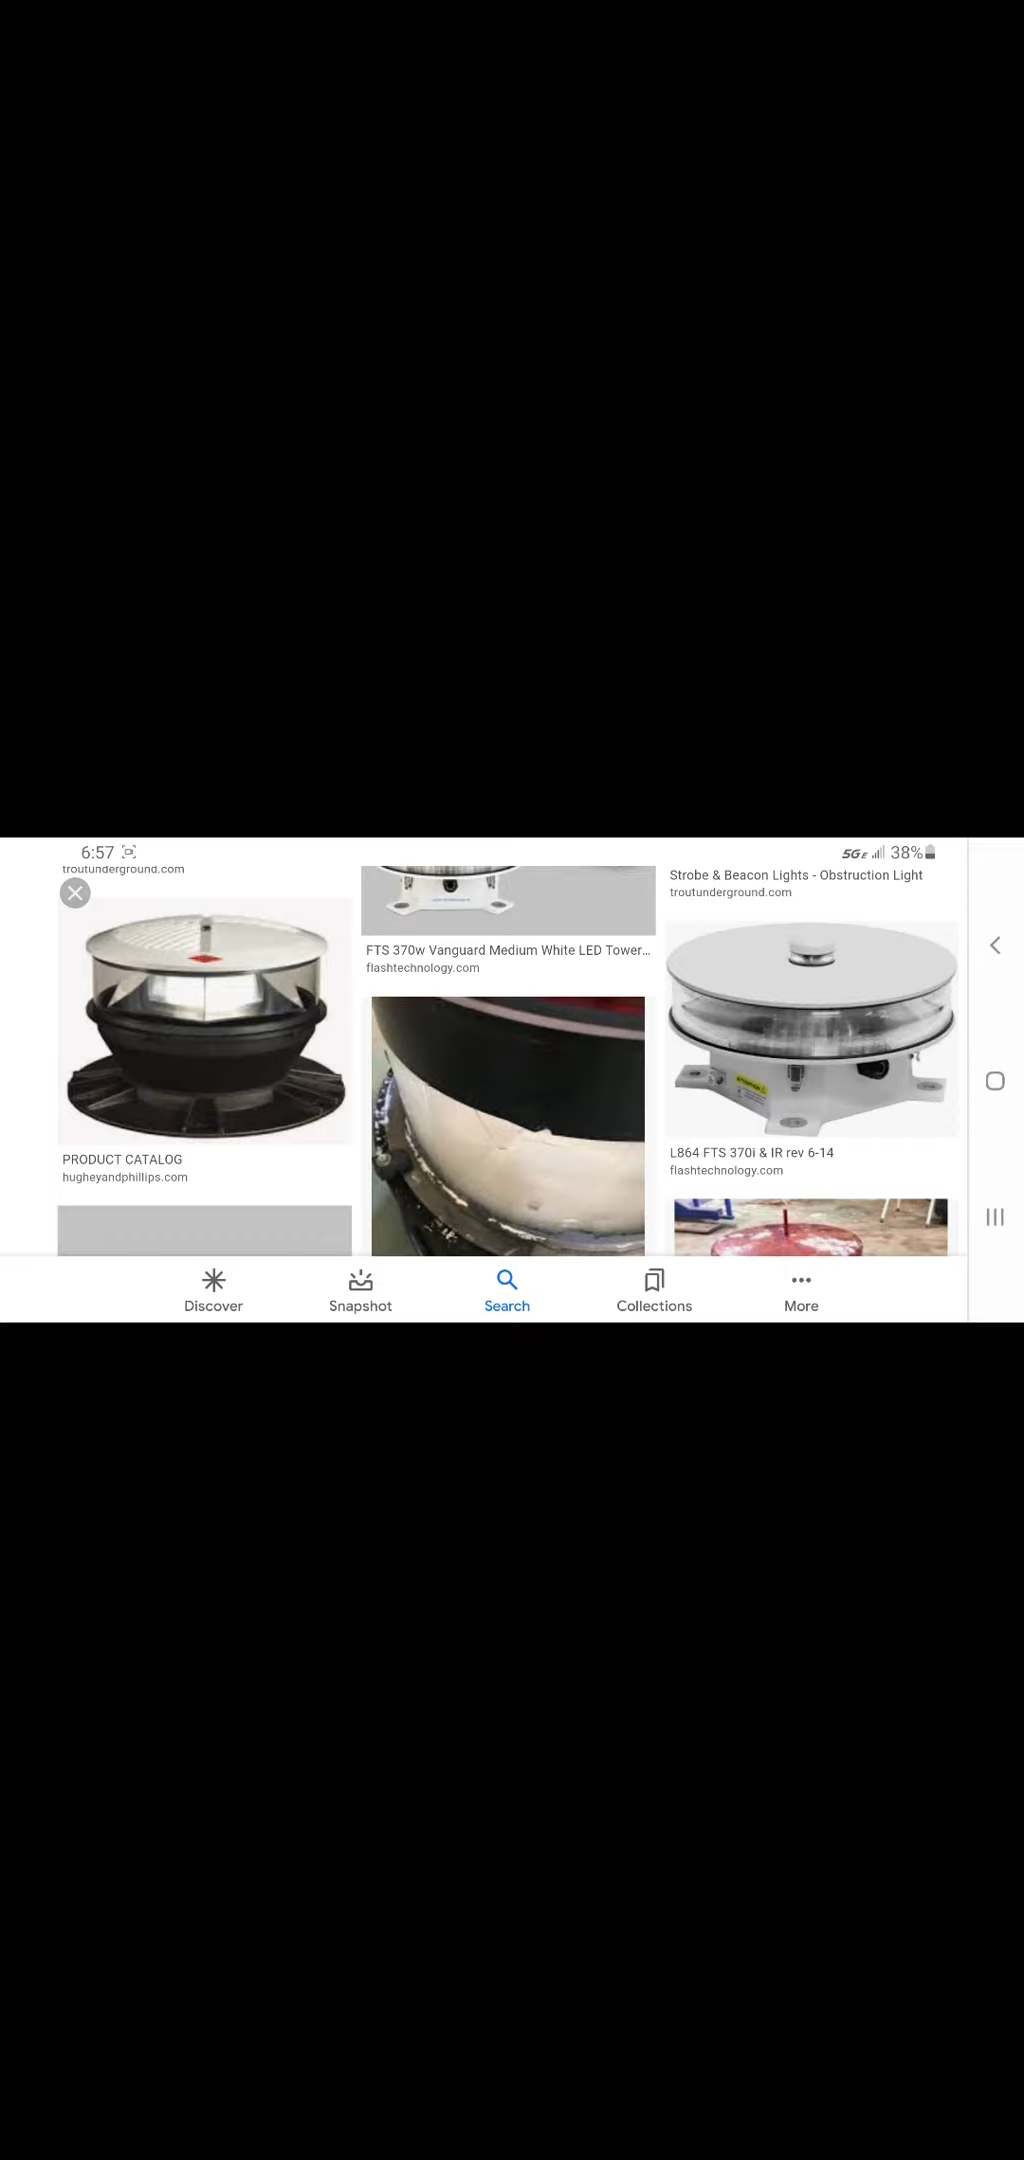 6:57
5GE 38%
troutunderground.com
PRODUCT CATALOG
hugheyandphillips.com
FTS 370w Vanguard Medium White LED Tower...
flashtechnology.com
Strobe & Beacon Lights - Obstruction Light
troutunderground.com
L864 FTS 370i & IR rev 6-14
flashtechnology.com
Discover
Snapshot
Search
Collections
More